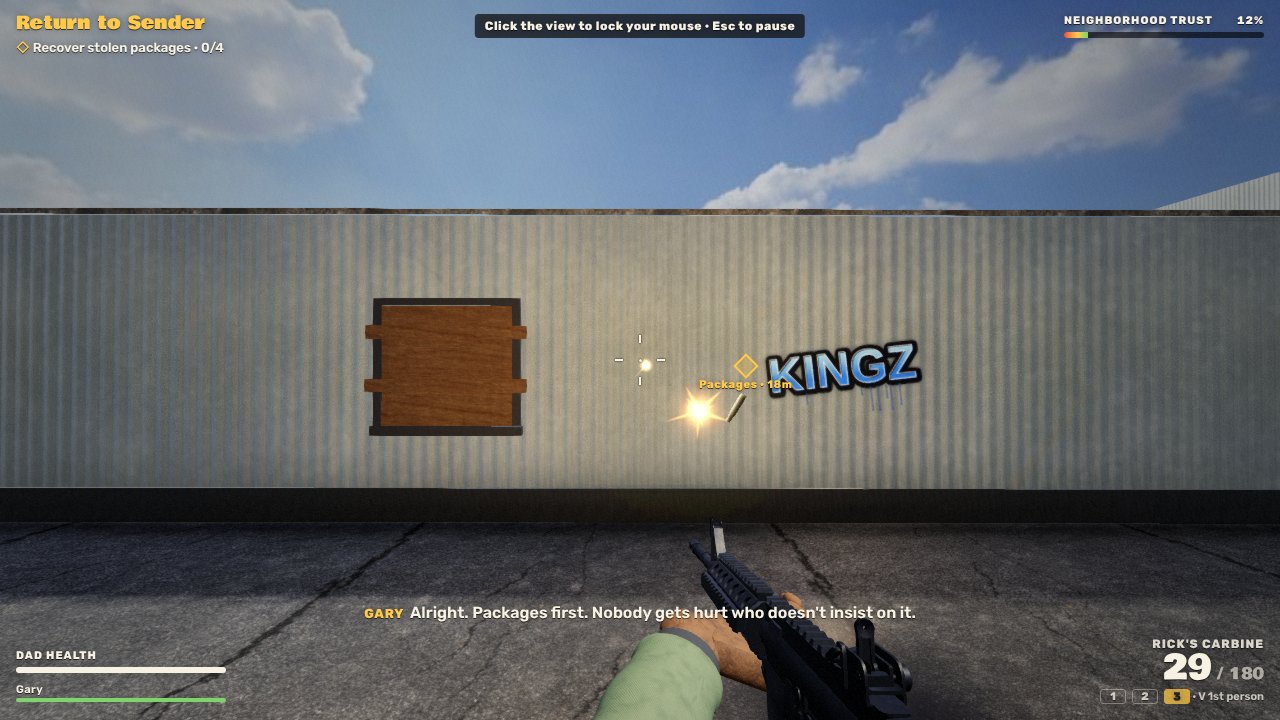 Return to Sender
Recover stolen packages · 0/4
Click the view to lock your mouse · Esc to pause
NEIGHBORHOOD TRUST 12%
KINGZ
Packages · 18m
GARY Alright. Packages first. Nobody gets hurt who doesn't insist on it.
DAD HEALTH
Gary
RICK'S CARBINE
29 / 180
1 2 3 · V 1st person